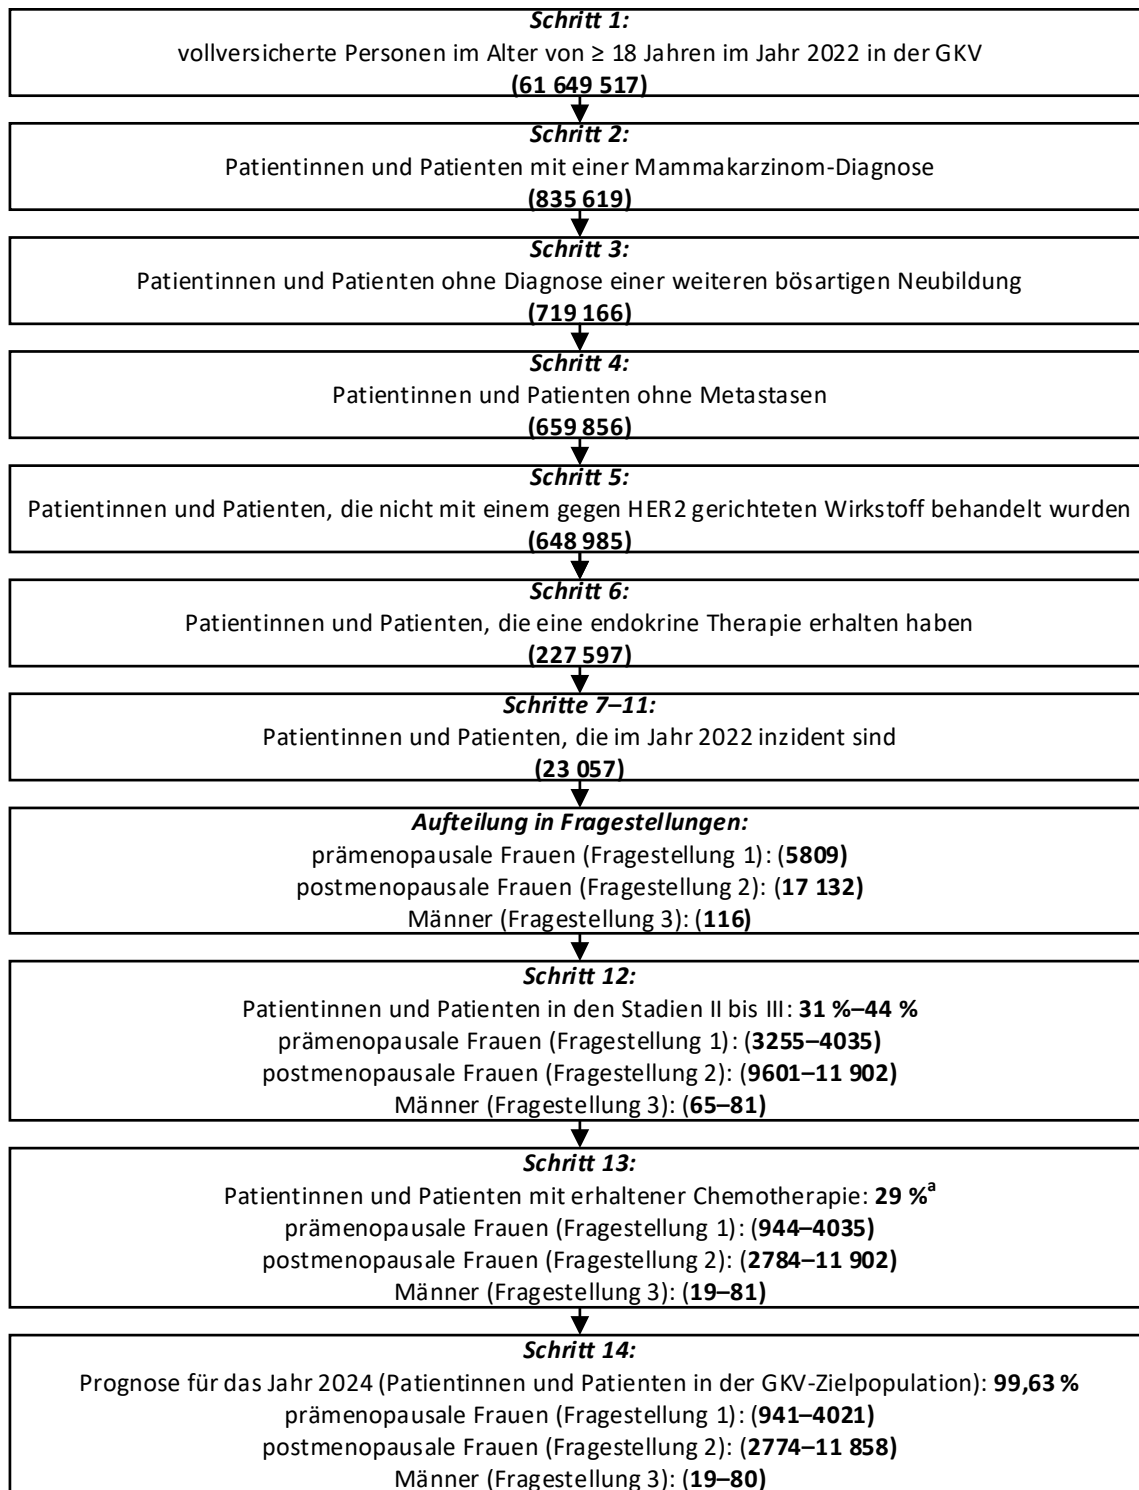 Schritt 1:
vollversicherte Personen im Alter von ≥ 18 Jahren im Jahr 2022 in der GKV
(61 649 517)
Schritt 2:
Patientinnen und Patienten mit einer Mammakarzinom-Diagnose
(835 619)
Schritt 3:
Patientinnen und Patienten ohne Diagnose einer weiteren bösartigen Neubildung
(719 166)
Schritt 4:
Patientinnen und Patienten ohne Metastasen
(659 856)
Schritt 5:
Patientinnen und Patienten, die nicht mit einem gegen HER2 gerichteten Wirkstoff behandelt wurden
(648 985)
Schritt 6:
Patientinnen und Patienten, die eine endokrine Therapie erhalten haben
(227 597)
Schritte 7–11:
Patientinnen und Patienten, die im Jahr 2022 inzident sind
(23 057)
Aufteilung in Fragestellungen:
prämenopausale Frauen (Fragestellung 1): (5809)
postmenopausale Frauen (Fragestellung 2): (17 132)
Männer (Fragestellung 3): (116)
Schritt 12:
Patientinnen und Patienten in den Stadien II bis III: 31 %–44 %
prämenopausale Frauen (Fragestellung 1): (3255–4035)
postmenopausale Frauen (Fragestellung 2): (9601–11 902)
Männer (Fragestellung 3): (65–81)
Schritt 13:
Patientinnen und Patienten mit erhaltener Chemotherapie: 29 %ᵃ
prämenopausale Frauen (Fragestellung 1): (944–4035)
postmenopausale Frauen (Fragestellung 2): (2784–11 902)
Männer (Fragestellung 3): (19–81)
Schritt 14:
Prognose für das Jahr 2024 (Patientinnen und Patienten in der GKV-Zielpopulation): 99,63 %
prämenopausale Frauen (Fragestellung 1): (941–4021)
postmenopausale Frauen (Fragestellung 2): (2774–11 858)
Männer (Fragestellung 3): (19–80)